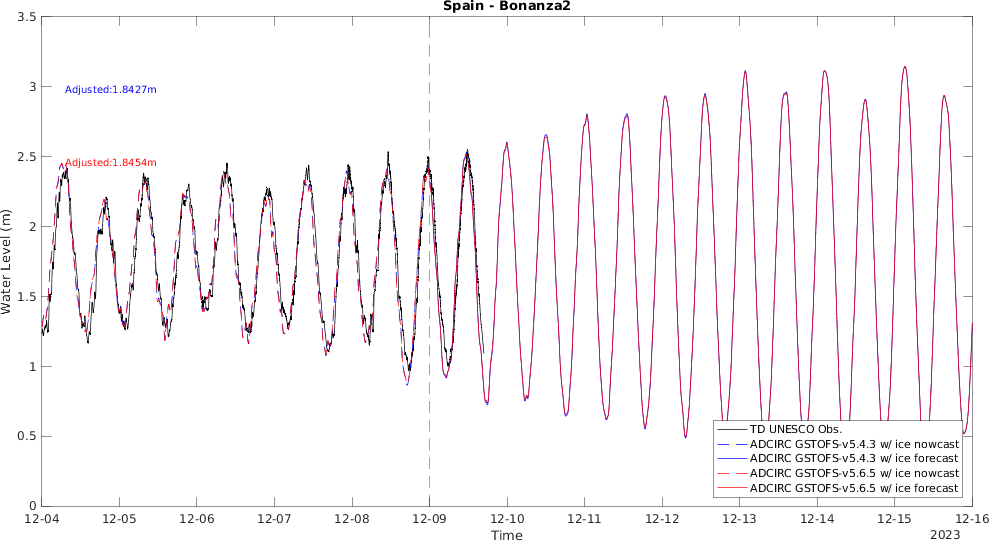 Spain - Bonanza2
3.5
3
2.5
2
1.5
1
0.5
0
Water Level (m)
Adjusted:1.8427m
Adjusted:1.8454m
TD UNESCO Obs.
ADCIRC GSTOFS-v5.4.3 w/ ice nowcast
ADCIRC GSTOFS-v5.4.3 w/ ice forecast
ADCIRC GSTOFS-v5.6.5 w/ ice nowcast
ADCIRC GSTOFS-v5.6.5 w/ ice forecast
12-04 12-05 12-06 12-07 12-08 12-09 12-10 12-11 12-12 12-13 12-14 12-15 12-16
Time
2023